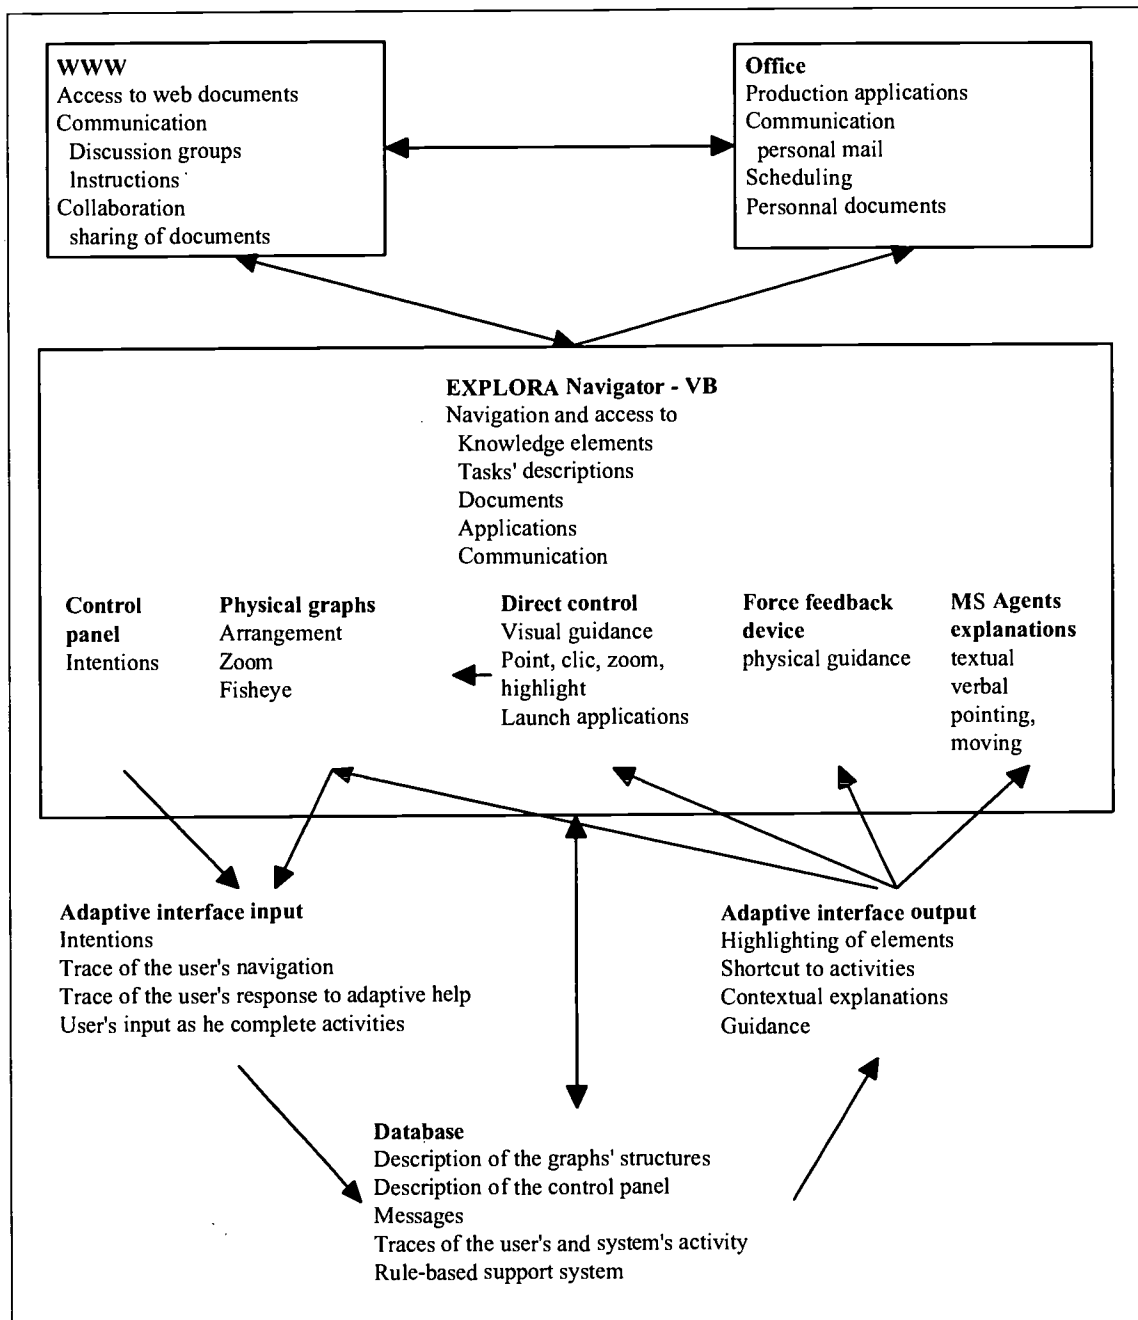 WWW
Access to web documents
Communication
Discussion groups
Instructions
Collaboration
sharing of documents
Office
Production applications
Communication
personal mail
Scheduling
Personnal documents
EXPLORA Navigator - VB
Navigation and access to
Knowledge elements
Tasks' descriptions
Documents
Applications
Communication
Control
panel
Intentions
Physical graphs
Arrangement
Zoom
Fisheye
Direct control
Visual guidance
Point, clic, zoom,
highlight
Launch applications
Force feedback
device
physical guidance
MS Agents
explanations
textual
verbal
pointing,
moving
Adaptive interface input
Intentions
Trace of the user's navigation
Trace of the user's response to adaptive help
User's input as he complete activities
Adaptive interface output
Highlighting of elements
Shortcut to activities
Contextual explanations
Guidance
Database
Description of the graphs' structures
Description of the control panel
Messages
Traces of the user's and system's activity
Rule-based support system